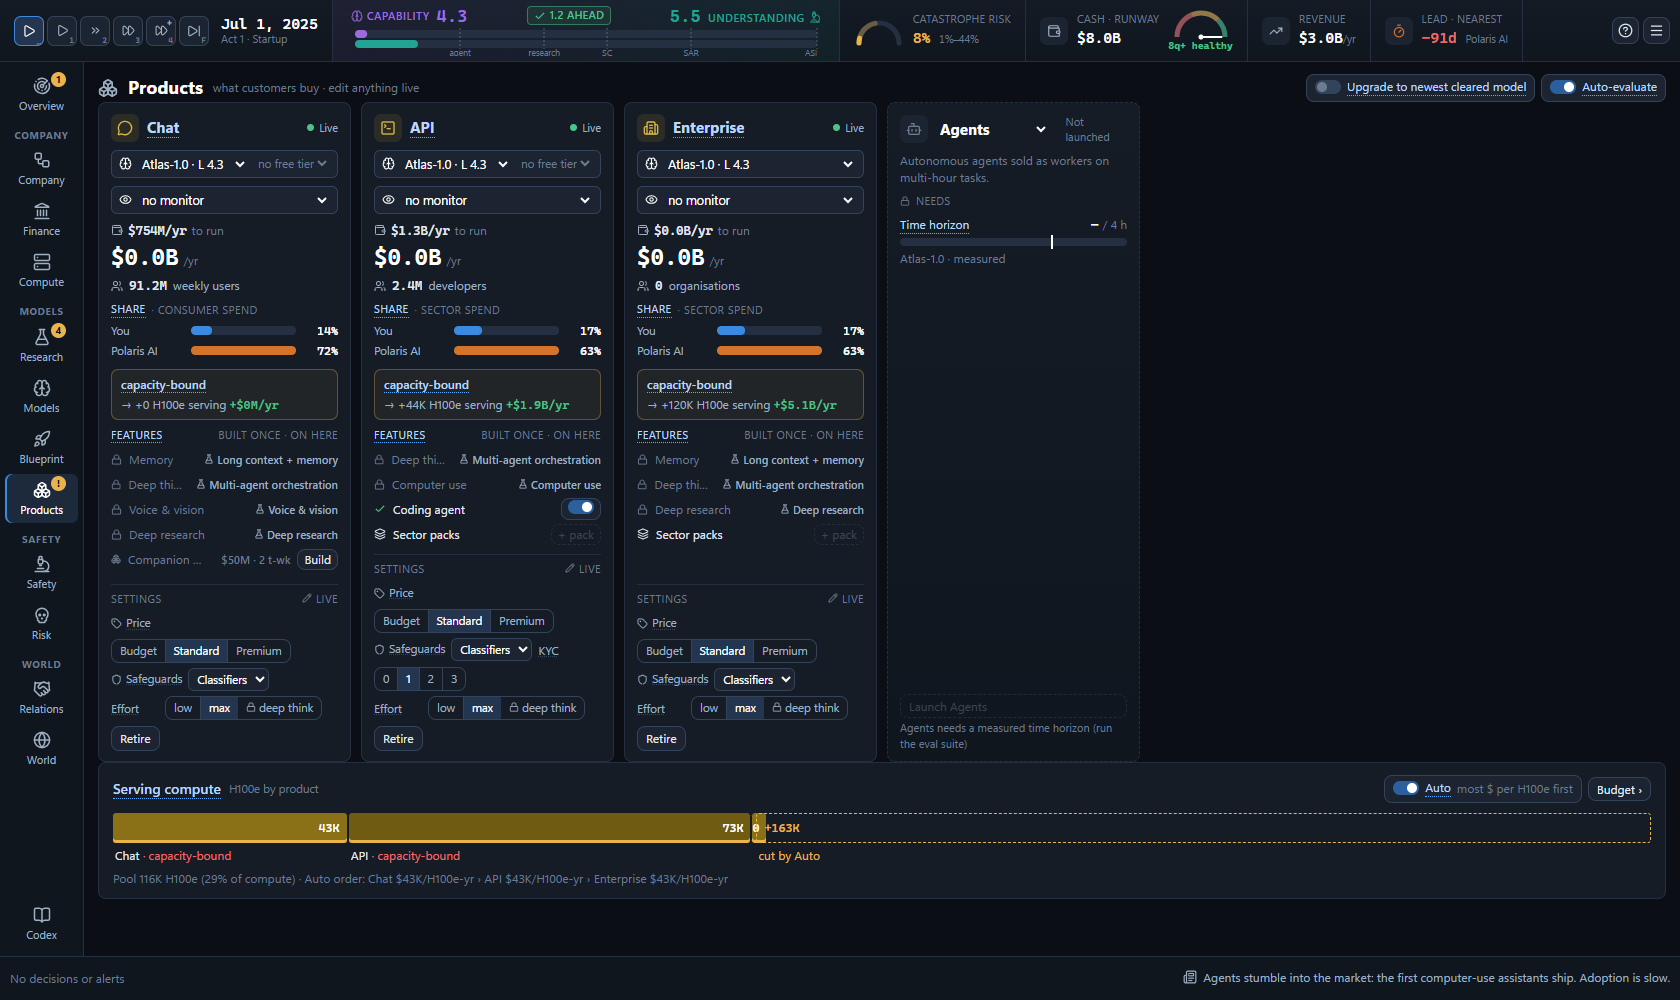 1
2
3
4
F
Jul 1, 2025
Act 1 · Startup
CAPABILITY 4.3
✓ 1.2 AHEAD
5.5 UNDERSTANDING
agent
research
SC
SAR
ASI
CATASTROPHE RISK
8% 1%–44%
CASH · RUNWAY
$8.0B
8q+ healthy
REVENUE
$3.0B/yr
LEAD · NEAREST
−91d Polaris AI
Overview
1
COMPANY
Company
Finance
Compute
MODELS
Research
4
Models
Blueprint
Products
!
SAFETY
Safety
Risk
WORLD
Relations
World
Codex
Products what customers buy · edit anything live
Upgrade to newest cleared model
Auto-evaluate
Chat
Live
Atlas-1.0 · L 4.3
no free tier
no monitor
$754M/yr to run
$0.0B /yr
91.2M weekly users
SHARE · CONSUMER SPEND
You 14%
Polaris AI 72%
capacity-bound
→ +0 H100e serving +$0M/yr
FEATURES BUILT ONCE · ON HERE
Memory Long context + memory
Deep thi... Multi-agent orchestration
Voice & vision Voice & vision
Deep research Deep research
Companion ... $50M · 2 t-wk Build
SETTINGS LIVE
Price
Budget Standard Premium
Safeguards Classifiers
Effort low max deep think
Retire
API
Live
Atlas-1.0 · L 4.3
no free tier
no monitor
$1.3B/yr to run
$0.0B /yr
2.4M developers
SHARE · SECTOR SPEND
You 17%
Polaris AI 63%
capacity-bound
→ +44K H100e serving +$1.9B/yr
FEATURES BUILT ONCE · ON HERE
Deep thi... Multi-agent orchestration
Computer use Computer use
Coding agent
Sector packs + pack
SETTINGS LIVE
Price
Budget Standard Premium
Safeguards Classifiers KYC
0 1 2 3
Effort low max deep think
Retire
Enterprise
Live
Atlas-1.0 · L 4.3
no monitor
$0.0B/yr to run
$0.0B /yr
0 organisations
SHARE · SECTOR SPEND
You 17%
Polaris AI 63%
capacity-bound
→ +120K H100e serving +$5.1B/yr
FEATURES BUILT ONCE · ON HERE
Memory Long context + memory
Deep thi... Multi-agent orchestration
Deep research Deep research
Sector packs + pack
SETTINGS LIVE
Price
Budget Standard Premium
Safeguards Classifiers
Effort low max deep think
Retire
Agents
Not
launched
Autonomous agents sold as workers on
multi-hour tasks.
NEEDS
Time horizon – / 4 h
Atlas-1.0 · measured
Launch Agents
Agents needs a measured time horizon (run
the eval suite)
Serving compute H100e by product
Auto most $ per H100e first
Budget ›
43K
73K
0 +163K
Chat · capacity-bound
API · capacity-bound
cut by Auto
Pool 116K H100e (29% of compute) · Auto order: Chat $43K/H100e-yr › API $43K/H100e-yr › Enterprise $43K/H100e-yr
No decisions or alerts
Agents stumble into the market: the first computer-use assistants ship. Adoption is slow.